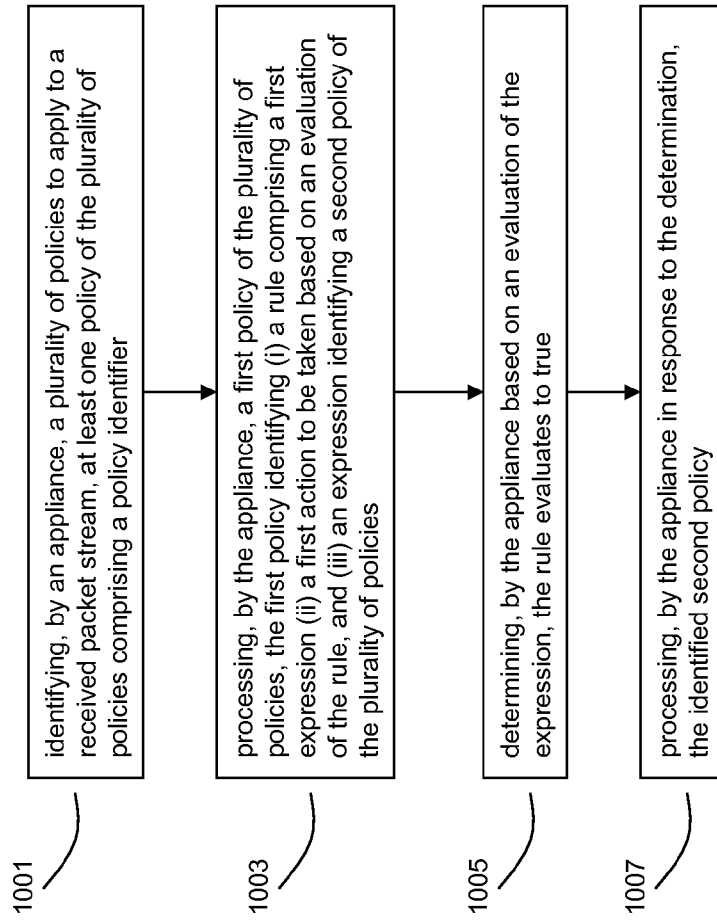 1001
identifying, by an appliance, a plurality of policies to apply to a
received packet stream, at least one policy of the plurality of
policies comprising a policy identifier
1003
processing, by the appliance, a first policy of the plurality of
policies, the first policy identifying (i) a rule comprising a first
expression (ii) a first action to be taken based on an evaluation
of the rule, and (iii) an expression identifying a second policy of
the plurality of policies
1005
determining, by the appliance based on an evaluation of the
expression, the rule evaluates to true
1007
processing, by the appliance in response to the determination,
the identified second policy